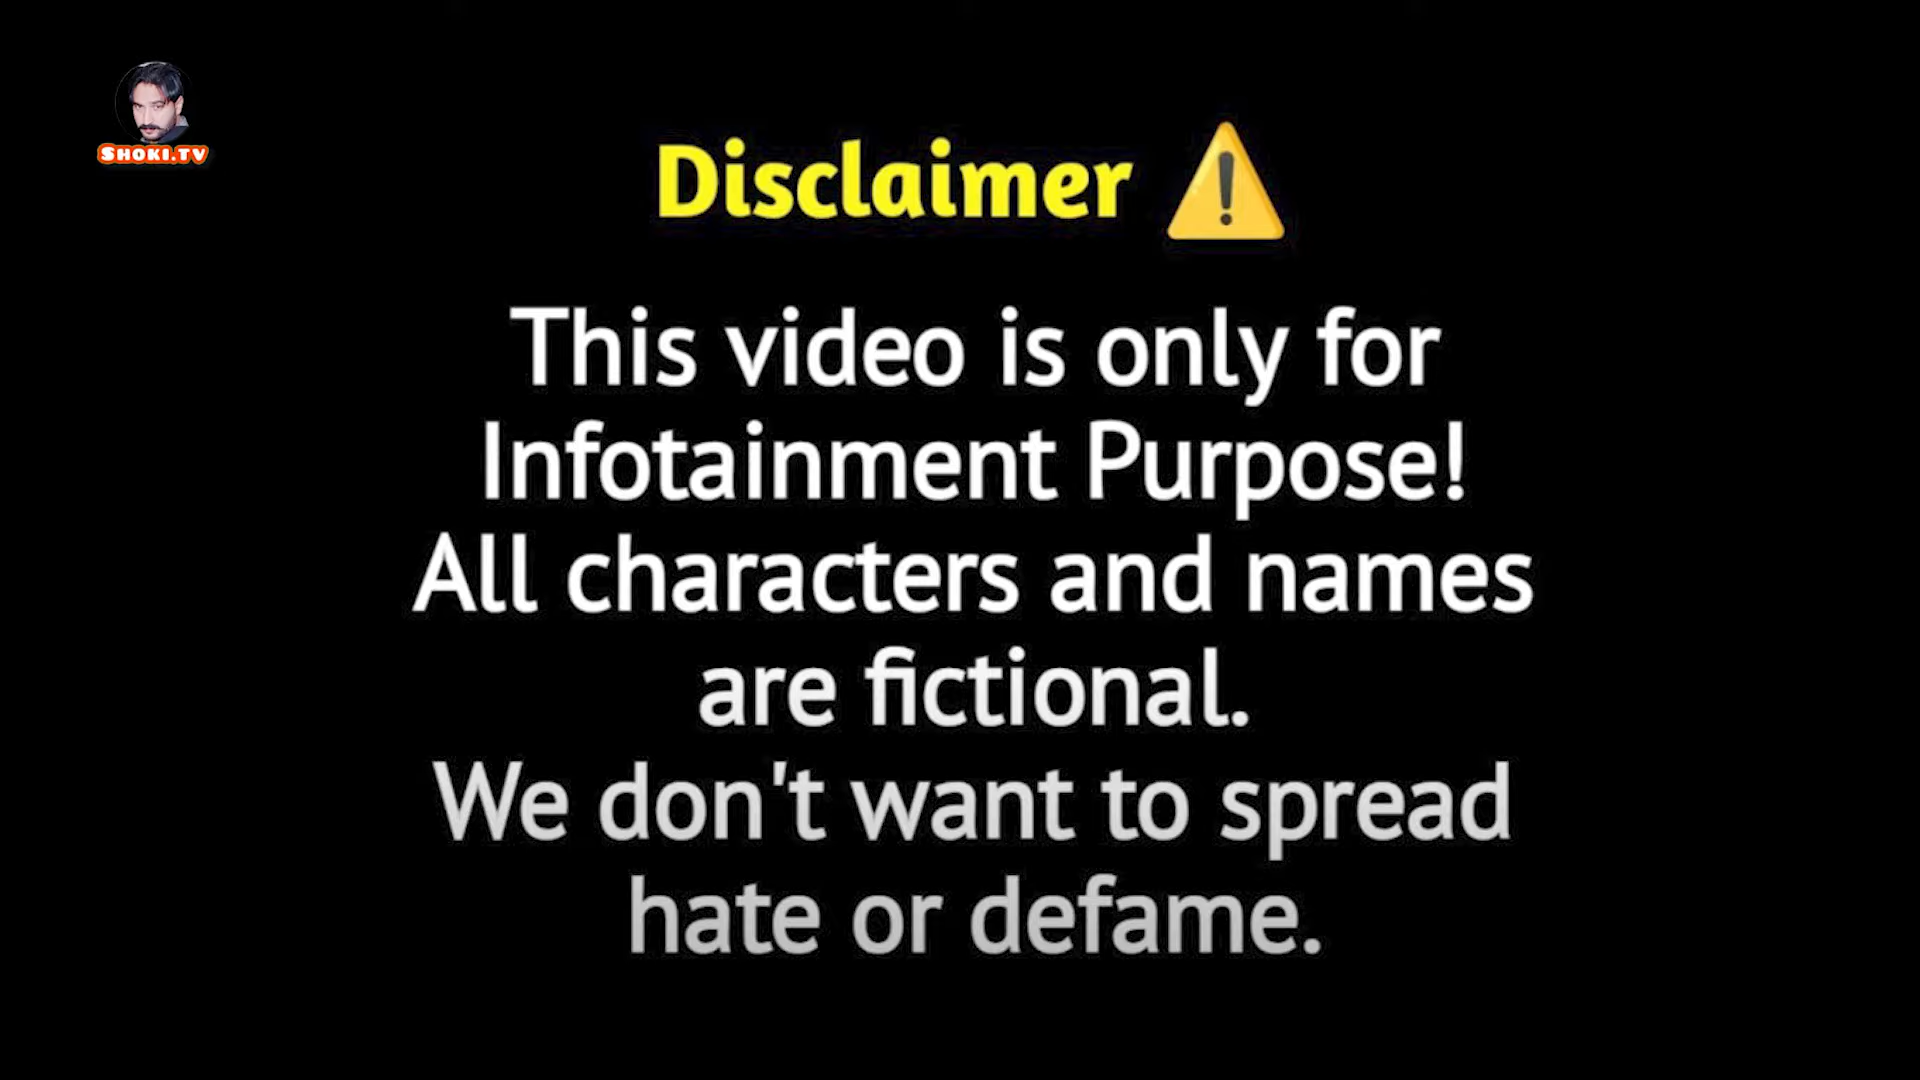 SHOKI.TV
Disclaimer ⚠️
This video is only for
Infotainment Purpose!
All characters and names
are fictional.
We don't want to spread
hate or defame.